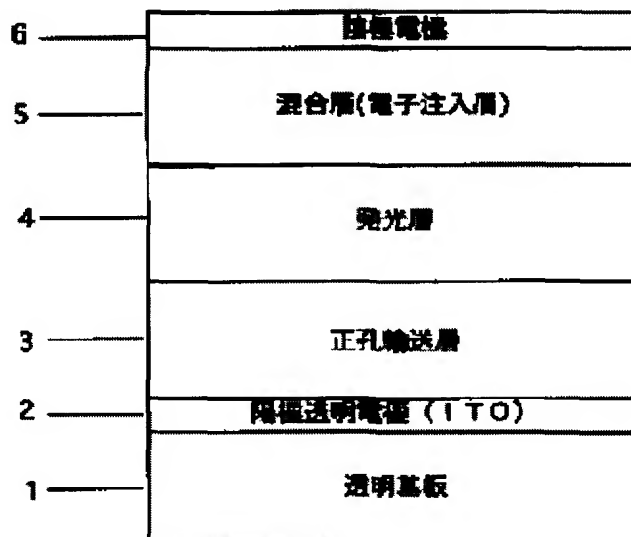 6 陰極電極
5 混合層(電子注入層)
4 発光層
3 正孔輸送層
2 陽極透明電極(ITO)
1 透明基板